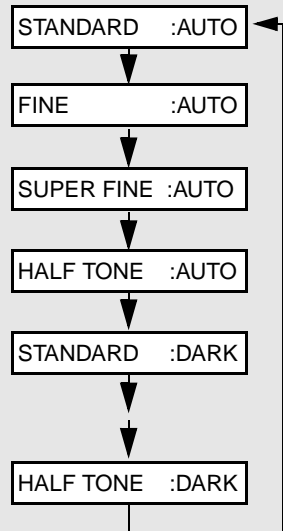 STANDARD :AUTO
FINE :AUTO
SUPER FINE :AUTO
HALF TONE :AUTO
STANDARD :DARK
HALF TONE :DARK